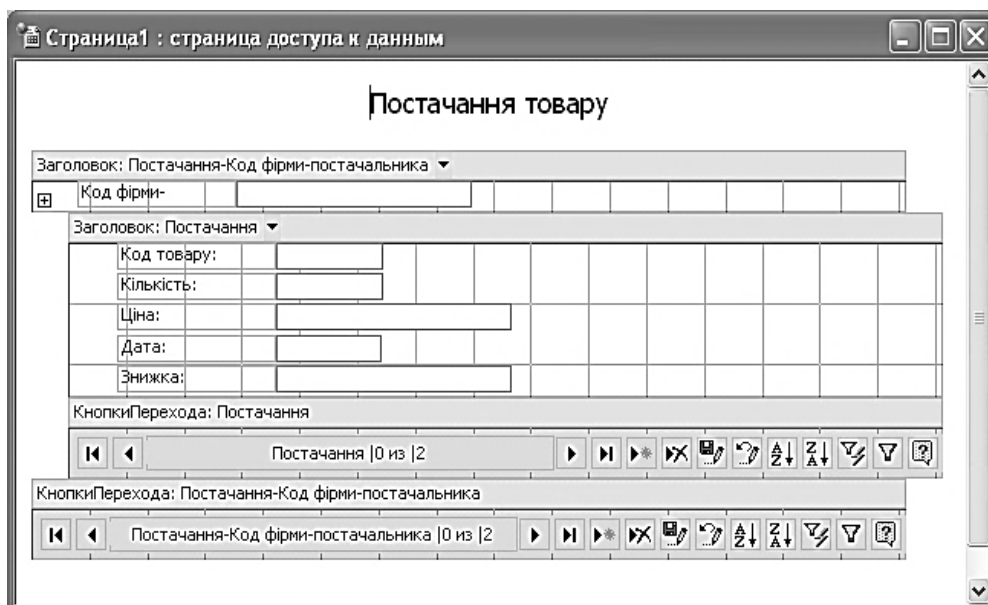 Страница1 : страница доступа к данным
Постачання товару
Заголовок: Постачання-Код фірми-постачальника
Код фірми-
Заголовок: Постачання
Код товару:
Кількість:
Ціна:
Дата:
Знижка:
КнопкиПерехода: Постачання
Постачання |0 из |2
КнопкиПерехода: Постачання-Код фірми-постачальника
Постачання-Код фірми-постачальника |0 из |2